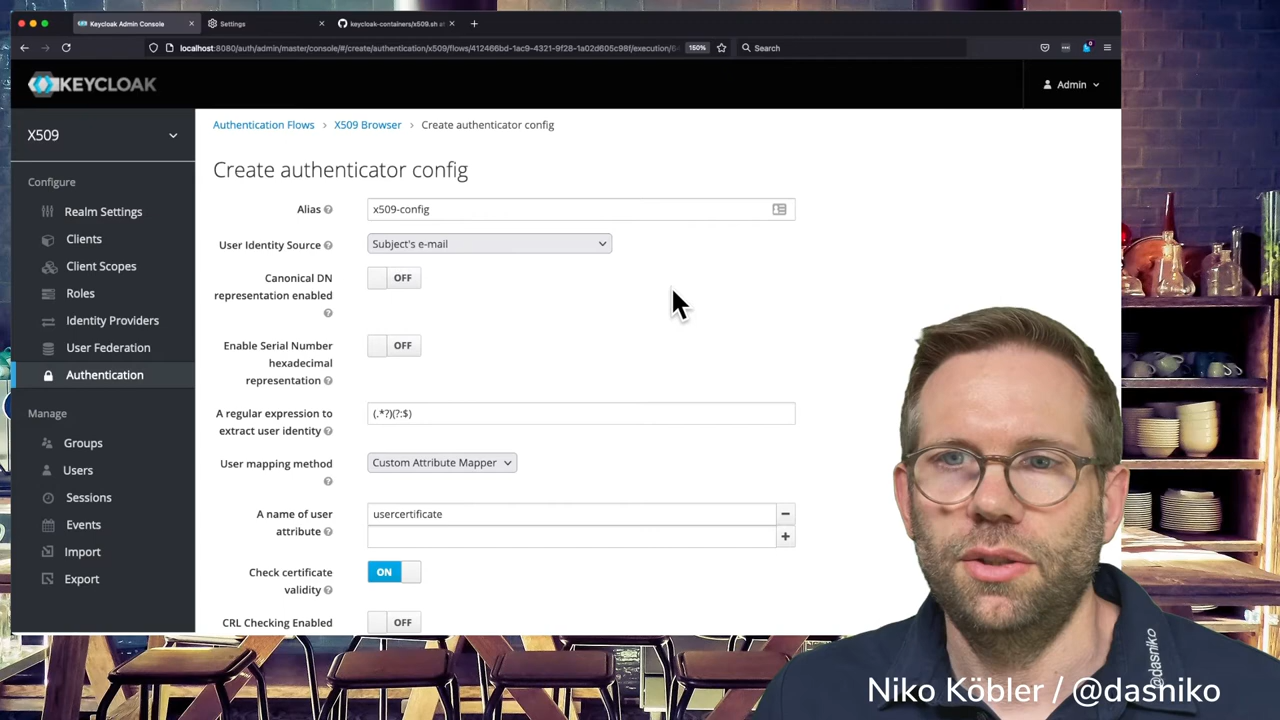 Keycloak Admin Console
Settings
keycloak-containers/x509.sh at
localhost:8080/auth/admin/master/console/#/create/authentication/x509/flows/412466bd-1ac9-4321-9f28-1a02d605c98f/execution/6
150%
Search
KEYCLOAK
Admin
X509
Configure
Realm Settings
Clients
Client Scopes
Roles
Identity Providers
User Federation
Authentication
Manage
Groups
Users
Sessions
Events
Import
Export
Authentication Flows > X509 Browser > Create authenticator config
Create authenticator config
Alias
x509-config
User Identity Source
Subject's e-mail
Canonical DN
representation enabled
OFF
Enable Serial Number
hexadecimal
representation
OFF
A regular expression to
extract user identity
(.*?)(?:$)
User mapping method
Custom Attribute Mapper
A name of user
attribute
usercertificate
Check certificate
validity
ON
CRL Checking Enabled
OFF
@dasniko
Niko Köbler / @dasniko